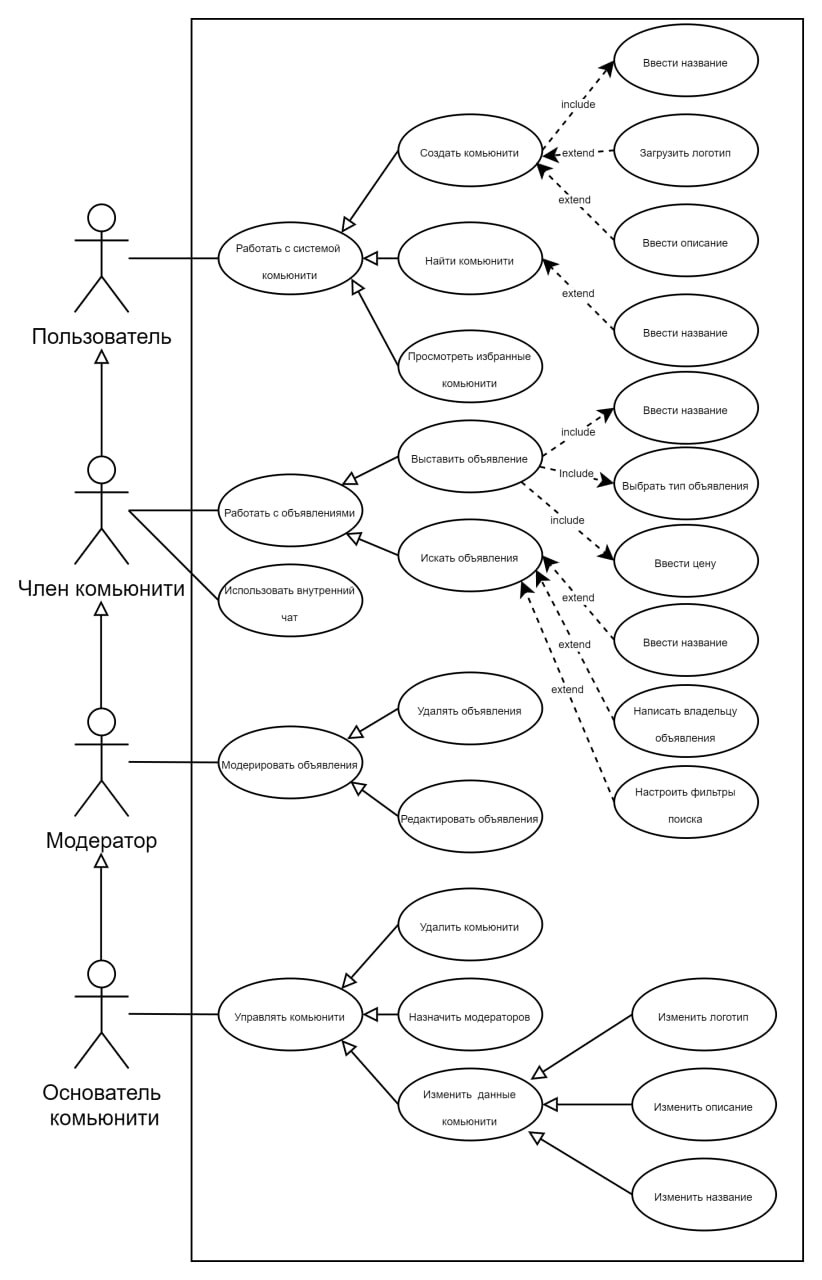 Ввести название
include
Создать комьюнити
extend
Загрузить логотип
extend
Ввести описание
Работать с системой
комьюнити
Найти комьюнити
extend
Ввести название
Пользователь
Просмотреть избранные
комьюнити
Ввести название
include
Выставить объявление
Include
Выбрать тип объявления
Работать с объявлениями
include
Искать объявления
Ввести цену
Член комьюнити
Использовать внутренний
чат
extend
Ввести название
extend
extend
Написать владельцу
объявления
Удалять объявления
Модерировать объявления
Настроить фильтры
поиска
Редактировать объявления
Модератор
Удалить комьюнити
Управлять комьюнити
Назначить модераторов
Изменить логотип
Основатель
комьюнити
Изменить данные
комьюнити
Изменить описание
Изменить название